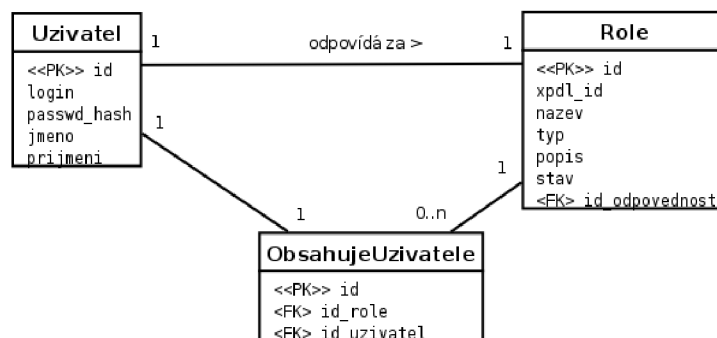 Uzivatel
<<PK>> id
login
passwd_hash
jmeno
prijmeni
1
odpovídá za >
1
Role
<<PK>> id
xpdl_id
nazev
typ
popis
stav
<FK> id_odpovednost
1
1
1
0..n
ObsahujeUzivatele
<<PK>> id
<FK> id_role
<FK> id_uzivatel